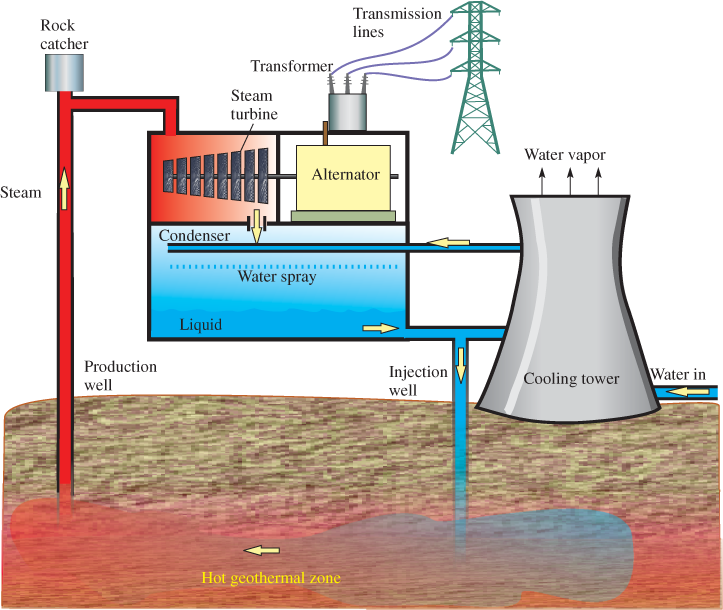 Rock
catcher
Transmission
lines
Transformer
Steam
turbine
Water vapor
Alternator
Steam
Condenser
Water spray
Liquid
Production
well
Injection
well
Cooling tower
Water in
Hot geothermal zone